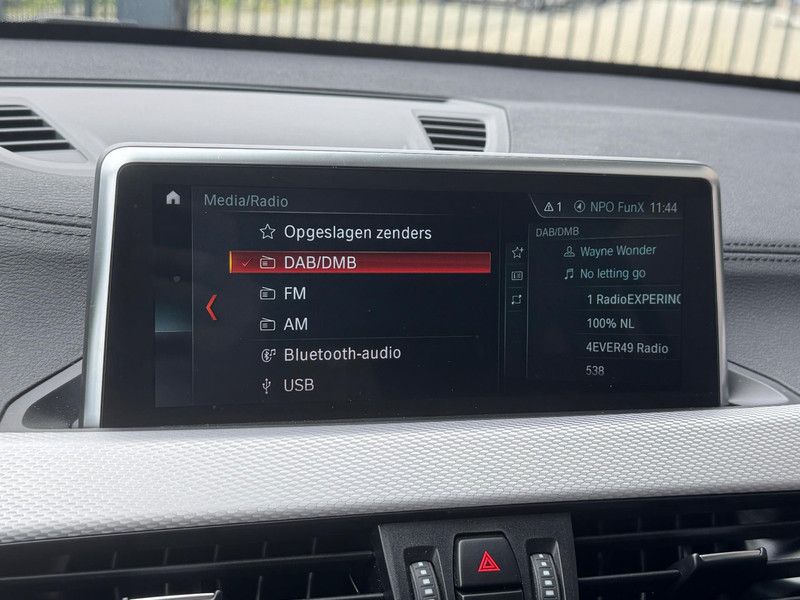 Media/Radio
1 NPO FunX 11:44
Opgeslagen zenders
DAB/DMB
FM
AM
Bluetooth-audio
USB
DAB/DMB
Wayne Wonder
No letting go
1 RadioEXPERINC
100% NL
4EVER49 Radio
538